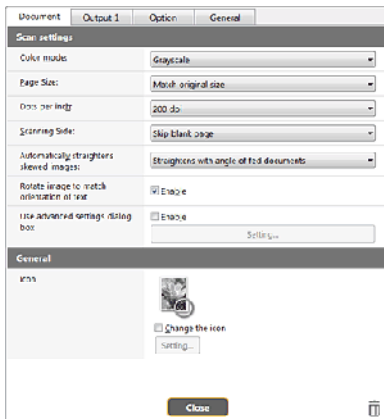 Document Output 1 Option General
Scan settings
Color mode: Grayscale
Page Size: Match original size
Dots per inch: 200 dpi
Scanning Side: Skip blank page
Automatically straightens skewed images: Straightens with angle of fed documents
Rotate image to match orientation of text Enable
Use advanced settings dialog box Enable
Setting...
General
Icon
Change the icon
Setting...
Close